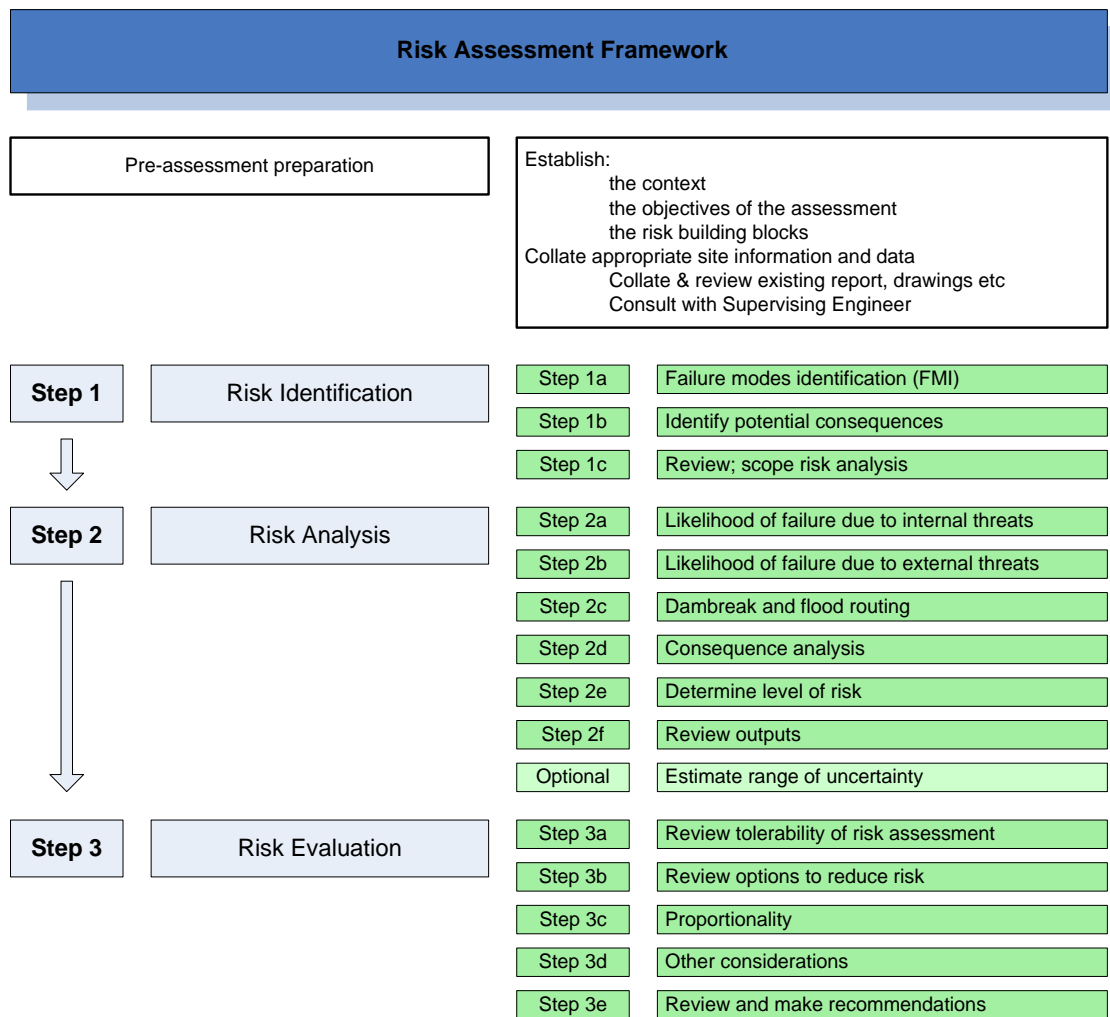 Risk Assessment Framework
Pre-assessment preparation
Establish:
the context
the objectives of the assessment
the risk building blocks
Collate appropriate site information and data
Collate & review existing report, drawings etc
Consult with Supervising Engineer
Step 1
Risk Identification
Step 1a
Failure modes identification (FMI)
Step 1b
Identify potential consequences
Step 1c
Review; scope risk analysis
Step 2
Risk Analysis
Step 2a
Likelihood of failure due to internal threats
Step 2b
Likelihood of failure due to external threats
Step 2c
Dambreak and flood routing
Step 2d
Consequence analysis
Step 2e
Determine level of risk
Step 2f
Review outputs
Optional
Estimate range of uncertainty
Step 3
Risk Evaluation
Step 3a
Review tolerability of risk assessment
Step 3b
Review options to reduce risk
Step 3c
Proportionality
Step 3d
Other considerations
Step 3e
Review and make recommendations